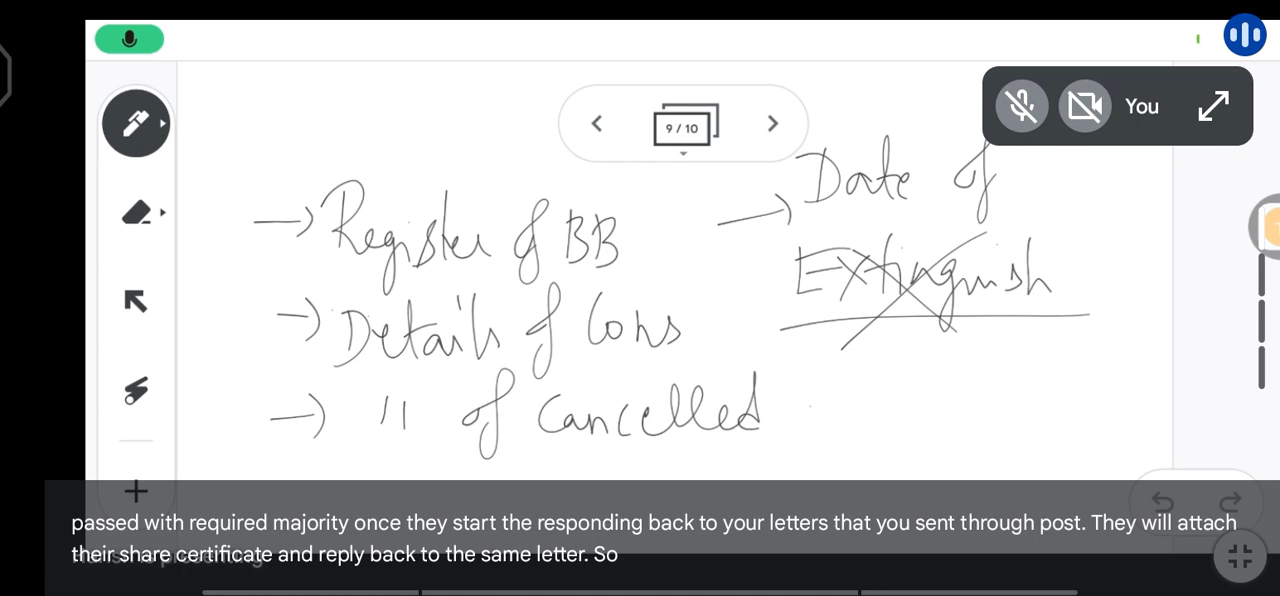 You
9 / 10
→ Register of BB
→ Details of Cons
→ 11 of cancelled
→ Date of
Extinguish
passed with required majority once they start the responding back to your letters that you sent through post. They will attach
their share certificate and reply back to the same letter. So